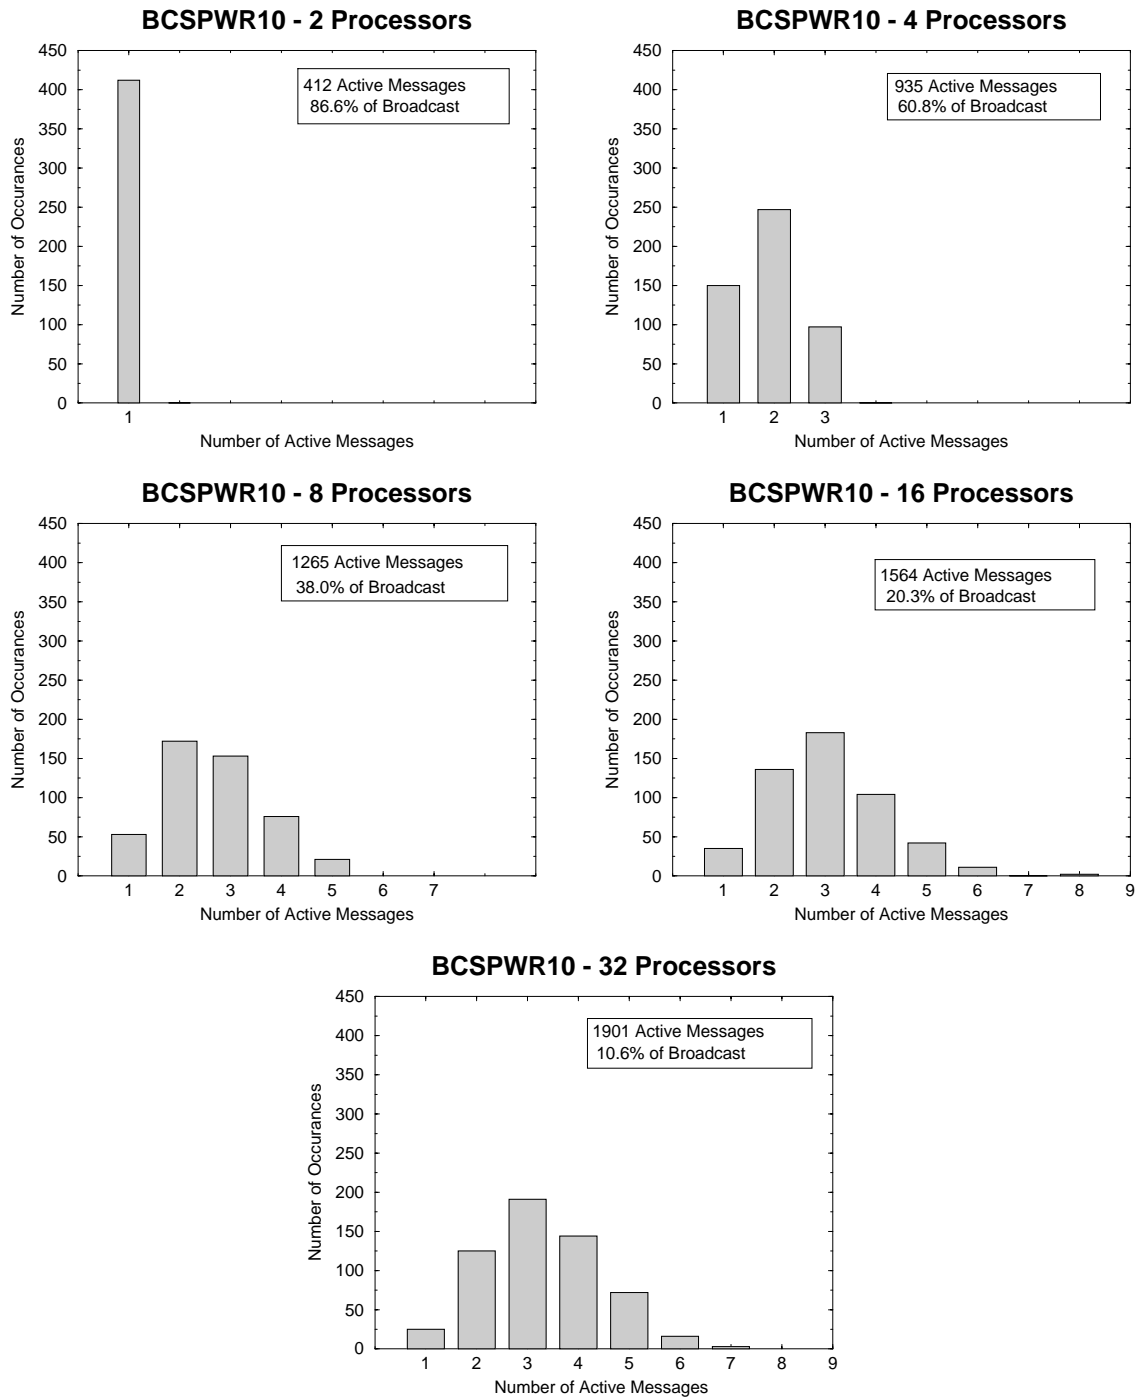 BCSPWR10 - 2 Processors
450
400
350
300
250
200
150
100
50
0
Number of Occurances
412 Active Messages
86.6% of Broadcast
1
Number of Active Messages
BCSPWR10 - 4 Processors
450
400
350
300
250
200
150
100
50
0
Number of Occurances
935 Active Messages
60.8% of Broadcast
1 2 3
Number of Active Messages
BCSPWR10 - 8 Processors
450
400
350
300
250
200
150
100
50
0
Number of Occurances
1265 Active Messages
38.0% of Broadcast
1 2 3 4 5 6 7
Number of Active Messages
BCSPWR10 - 16 Processors
450
400
350
300
250
200
150
100
50
0
Number of Occurances
1564 Active Messages
20.3% of Broadcast
1 2 3 4 5 6 7 8 9
Number of Active Messages
BCSPWR10 - 32 Processors
450
400
350
300
250
200
150
100
50
0
Number of Occurances
1901 Active Messages
10.6% of Broadcast
1 2 3 4 5 6 7 8 9
Number of Active Messages